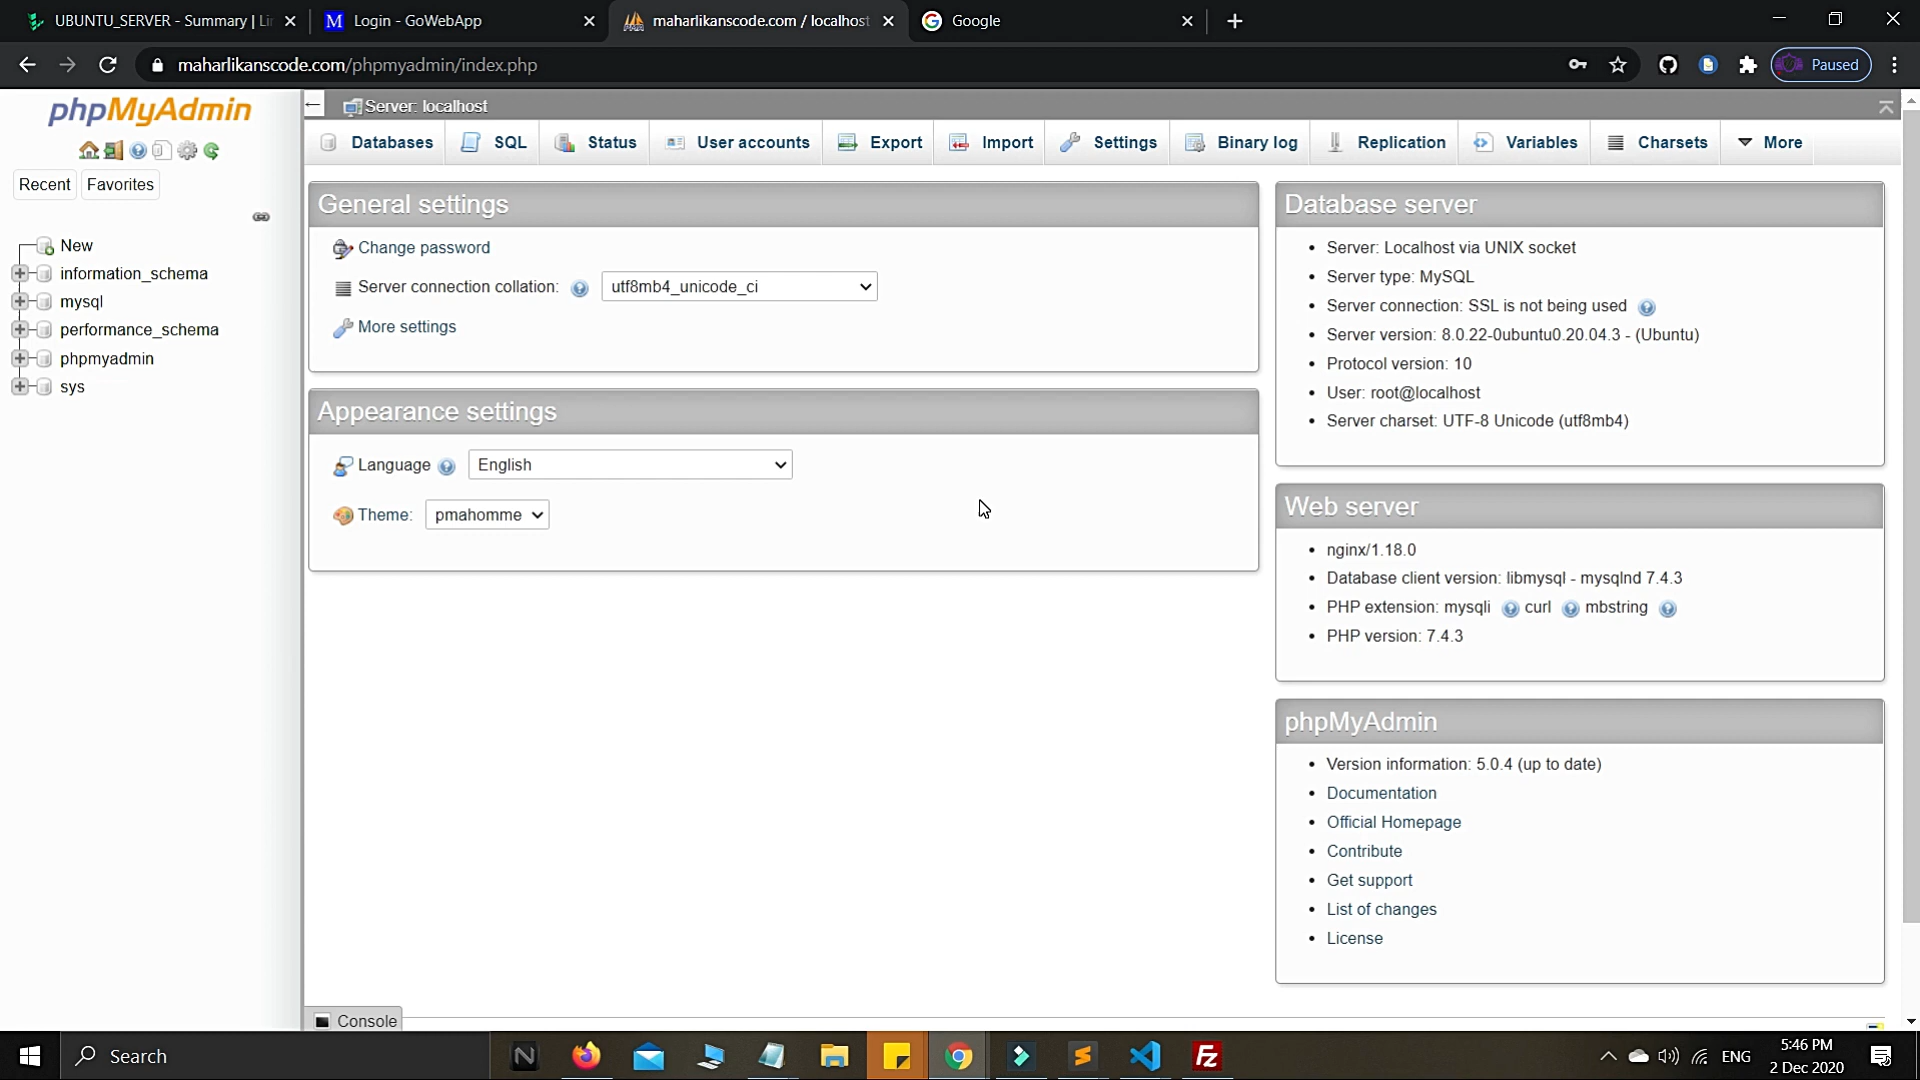 UBUNTU_SERVER - Summary | Lin
Login - GoWebApp
maharlikanscode.com / localhost
Google
maharlikanscode.com/phpmyadmin/index.php
Paused
phpMyAdmin
Recent
Favorites
New
information_schema
mysql
performance_schema
phpmyadmin
sys
Server: localhost
Databases
SQL
Status
User accounts
Export
Import
Settings
Binary log
Replication
Variables
Charsets
More
General settings
Change password
Server connection collation:
utf8mb4_unicode_ci
More settings
Appearance settings
Language
English
Theme:
pmahomme
Database server
Server: Localhost via UNIX socket
Server type: MySQL
Server connection: SSL is not being used
Server version: 8.0.22-0ubuntu0.20.04.3 - (Ubuntu)
Protocol version: 10
User: root@localhost
Server charset: UTF-8 Unicode (utf8mb4)
Web server
nginx/1.18.0
Database client version: libmysql - mysqlnd 7.4.3
PHP extension: mysqli curl mbstring
PHP version: 7.4.3
phpMyAdmin
Version information: 5.0.4 (up to date)
Documentation
Official Homepage
Contribute
Get support
List of changes
License
Console
Search
ENG
5:46 PM
2 Dec 2020